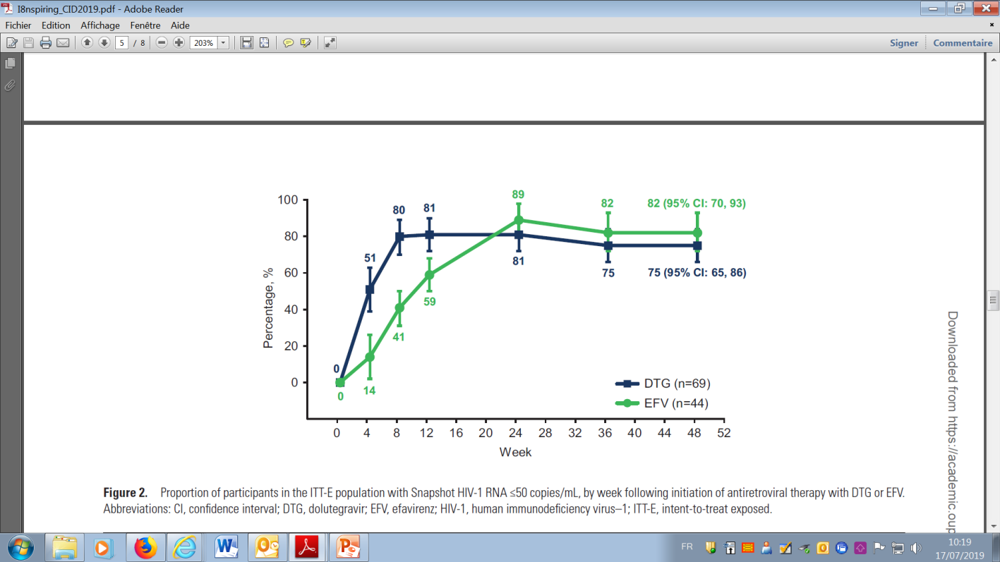 I8nspiring_CID2019.pdf - Adobe Reader
Fichier Edition Affichage Fenêtre Aide
5 / 8 203% Signer Commentaire
89
100 82 82 (95% CI: 70, 93)
80 81
80
51 81
60 75 75 (95% CI: 65, 86)
59
40
41
20
0
0 14
0
Percentage, %
DTG (n=69)
EFV (n=44)
0 4 8 12 16 20 24 28 32 36 40 44 48 52
Week
Downloaded from https://academic.oup
Figure 2. Proportion of participants in the ITT-E population with Snapshot HIV-1 RNA ≤50 copies/mL, by week following initiation of antiretroviral therapy with DTG or EFV.
Abbreviations: CI, confidence interval; DTG, dolutegravir; EFV, efavirenz; HIV-1, human immunodeficiency virus–1; ITT-E, intent-to-treat exposed.
FR 10:19
17/07/2019